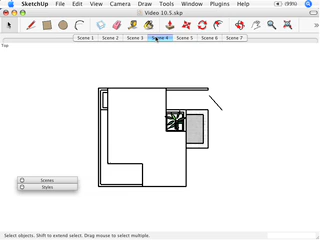 SketchUp File Edit View Camera Draw Tools Window Plugins Help (99%)
Video 10.5.skp
Scene 1 Scene 2 Scene 3 Scene 4 Scene 5 Scene 6 Scene 7
Top
Scenes
Styles
Select objects. Shift to extend select. Drag mouse to select multiple.